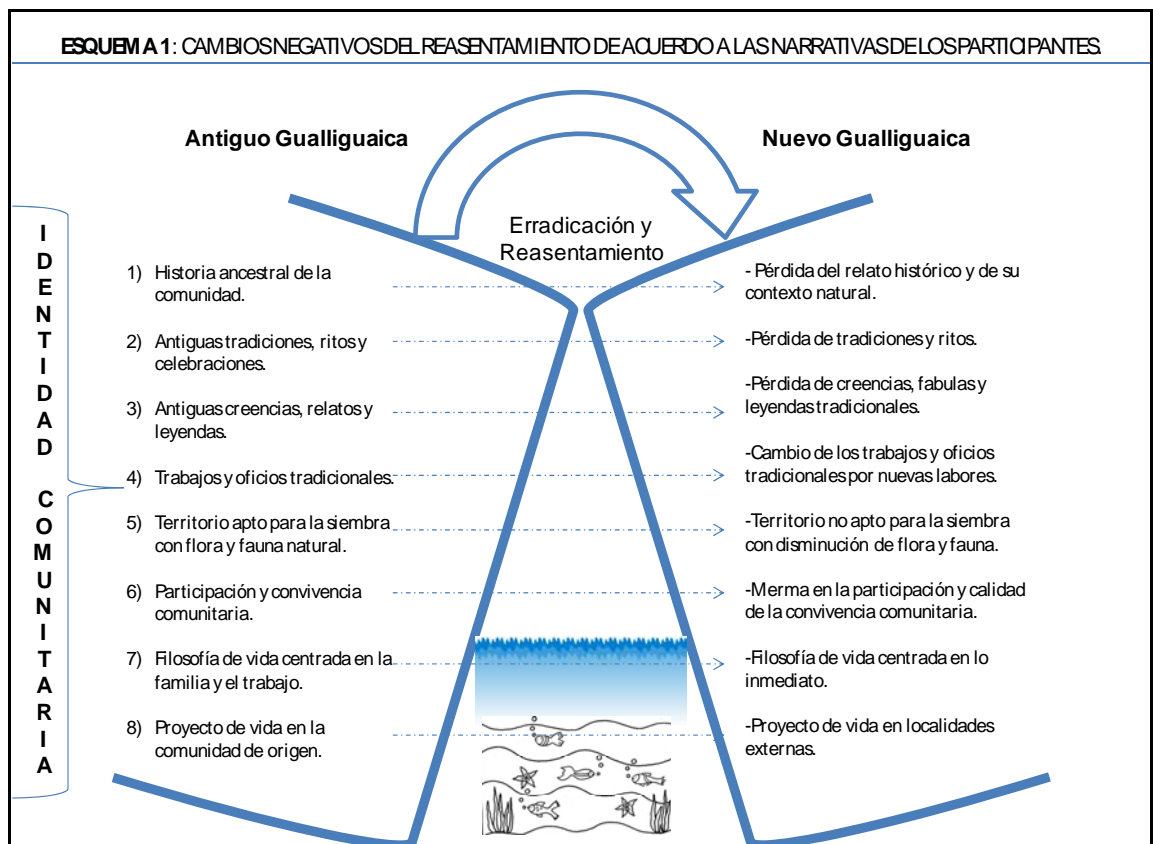 ESQUEMA 1: CAMBIOS NEGATIVOS DEL REASENTAMIENTO DE ACUERDO A LAS NARRATIVAS DE LOS PARTICIPANTES.
Antiguo Gualliguaica
Nuevo Gualliguaica
Erradicación y
Reasentamiento
IDENTIDAD COMUNITARIA
1) Historia ancestral de la
comunidad.
2) Antiguas tradiciones, ritos y
celebraciones.
3) Antiguas creencias, relatos y
leyendas.
4) Trabajos y oficios tradicionales.
5) Territorio apto para la siembra
con flora y fauna natural.
6) Participación y convivencia
comunitaria.
7) Filosofía de vida centrada en la
familia y el trabajo.
8) Proyecto de vida en la
comunidad de origen.
- Pérdida del relato histórico y de su
contexto natural.
-Pérdida de tradiciones y ritos.
-Pérdida de creencias, fabulas y
leyendas tradicionales.
-Cambio de los trabajos y oficios
tradicionales por nuevas labores.
-Territorio no apto para la siembra
con disminución de flora y fauna.
-Merma en la participación y calidad
de la convivencia comunitaria.
-Filosofía de vida centrada en lo
inmediato.
-Proyecto de vida en localidades
externas.